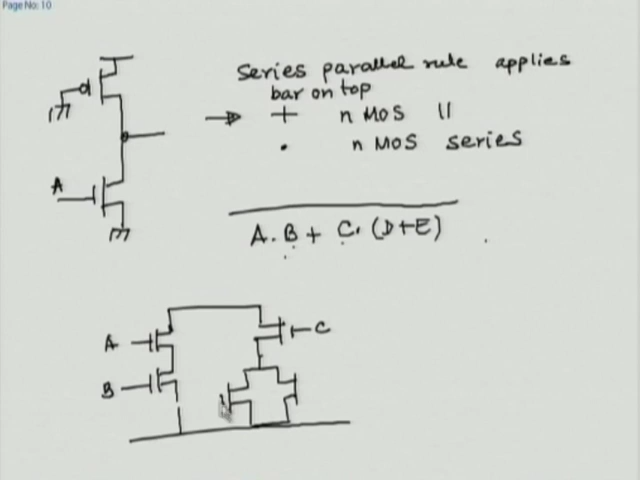 Page No: 10
Series parallel rule applies
bar on top
+ n MOS ||
. n MOS series
A
A.B + C.(D+E)
A
C
B